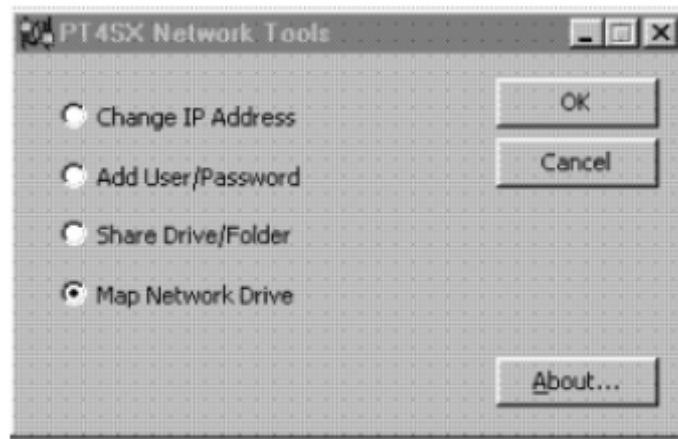 PT4SX Network Tools
Change IP Address
OK
Add User/Password
Cancel
Share Drive/Folder
Map Network Drive
About...